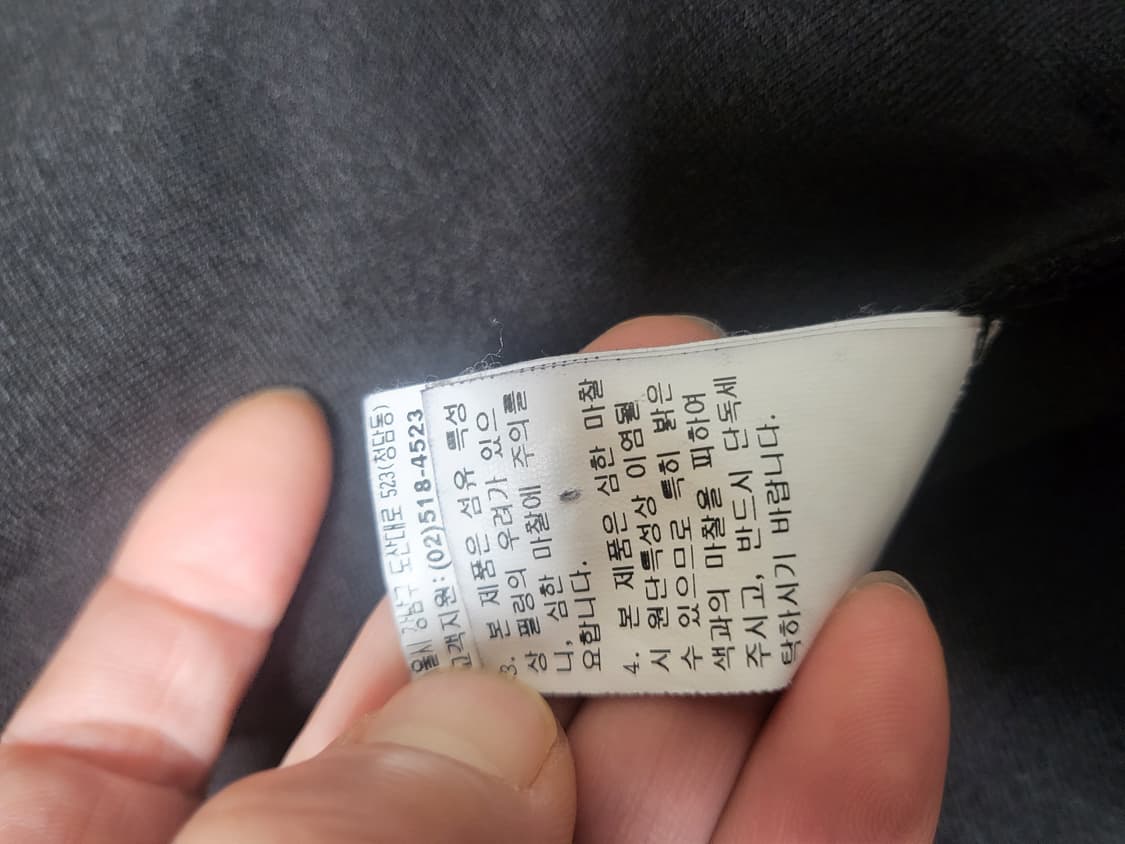 강남구 도산대로 523(청담동)
고객지원:(02)518-4523
3. 본 제품은 섬유 특성
상 필링의 우려가 있으
니, 심한 마찰에 주의를
요합니다.
4. 본 제품은 심한 마찰
시 원단특성상 이염될
수 있으므로 특히 밝은
색과의 마찰을 피하여
주시고, 반드시 단독세
탁하시기 바랍니다.